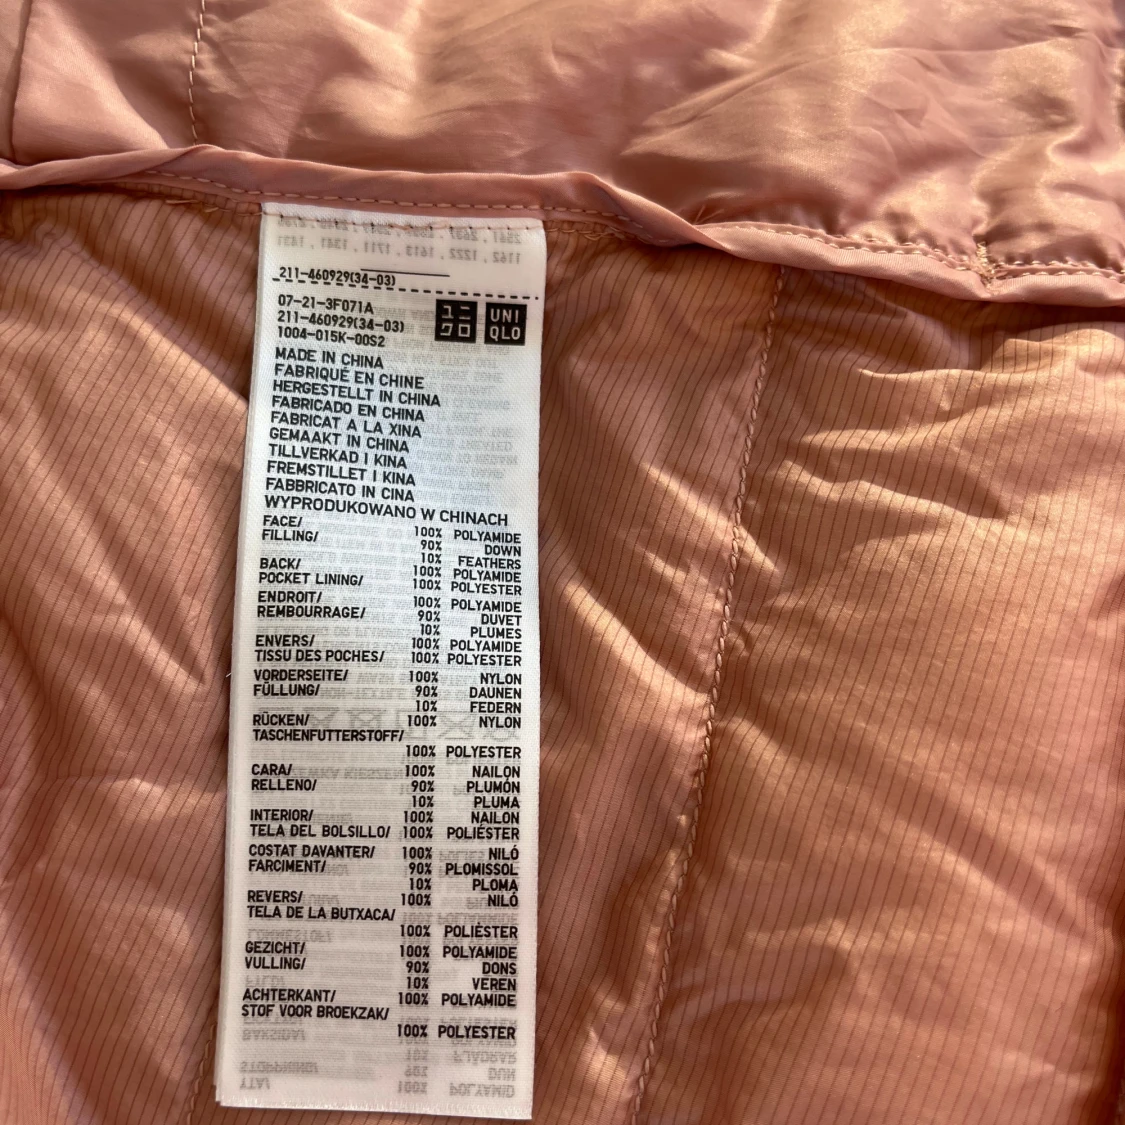 211-460929(34-03)
07-21-3F071A
211-460929(34-03)
1004-015K-00S2
ユニ
クロ
UNI
QLO
MADE IN CHINA
FABRIQUÉ EN CHINE
HERGESTELLT IN CHINA
FABRICADO EN CHINA
FABRICAT A LA XINA
GEMAAKT IN CHINA
TILLVERKAD I KINA
FREMSTILLET I KINA
FABBRICATO IN CINA
WYPRODUKOWANO W CHINACH
FACE/ 100% POLYAMIDE
FILLING/ 90% DOWN
10% FEATHERS
BACK/ 100% POLYAMIDE
POCKET LINING/ 100% POLYESTER
ENDROIT/ 100% POLYAMIDE
REMBOURRAGE/ 90% DUVET
10% PLUMES
ENVERS/ 100% POLYAMIDE
TISSU DES POCHES/ 100% POLYESTER
VORDERSEITE/ 100% NYLON
FÜLLUNG/ 90% DAUNEN
10% FEDERN
RÜCKEN/ 100% NYLON
TASCHENFUTTERSTOFF/
100% POLYESTER
CARA/ 100% NAILON
RELLENO/ 90% PLUMÓN
10% PLUMA
INTERIOR/ 100% NAILON
TELA DEL BOLSILLO/ 100% POLIÉSTER
COSTAT DAVANTER/ 100% NILÓ
FARCIMENT/ 90% PLOMISSOL
10% PLOMA
REVERS/ 100% NILÓ
TELA DE LA BUTXACA/
100% POLIÈSTER
GEZICHT/ 100% POLYAMIDE
VULLING/ 90% DONS
10% VEREN
ACHTERKANT/ 100% POLYAMIDE
STOF VOOR BROEKZAK/
100% POLYESTER